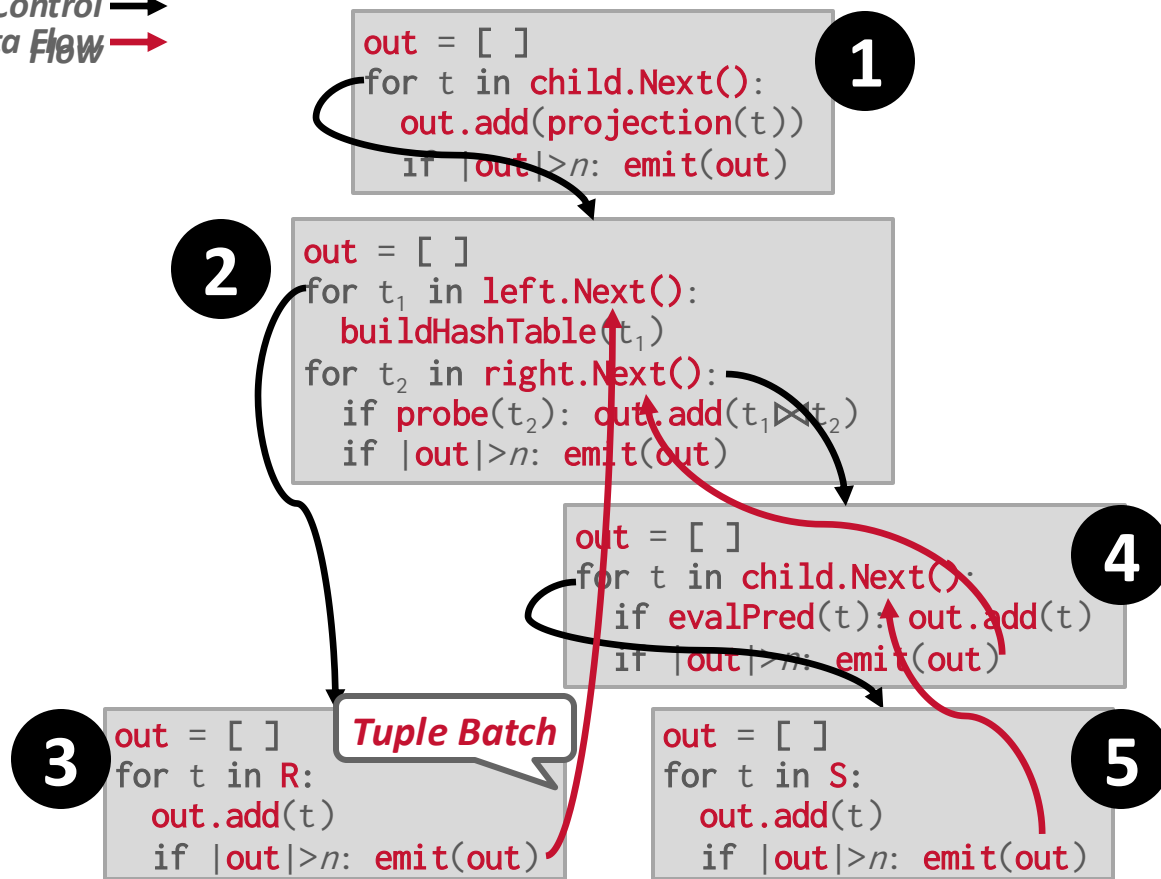 Control
Flow
1
out = [ ]
for t in child.Next():
out.add(projection(t))
if |out|>n: emit(out)
2
out = [ ]
for t₁ in left.Next():
buildHashTable(t₁)
for t₂ in right.Next():
if probe(t₂): out.add(t₁⨝t₂)
if |out|>n: emit(out)
4
out = [ ]
for t in child.Next():
if evalPred(t): out.add(t)
if |out|>n: emit(out)
Tuple Batch
3
out = [ ]
for t in R:
out.add(t)
if |out|>n: emit(out)
5
out = [ ]
for t in S:
out.add(t)
if |out|>n: emit(out)